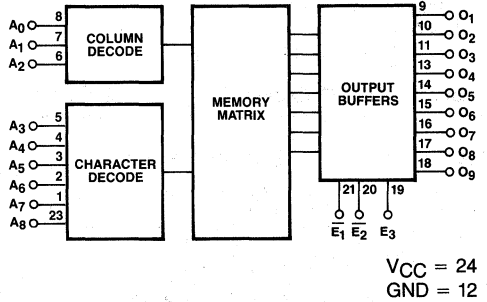 A0 8
A1 7
A2 6
COLUMN DECODE
A3 5
A4 4
A5 3
A6 2
A7 1
A8 23
CHARACTER DECODE
MEMORY MATRIX
OUTPUT BUFFERS
9 O1
10 O2
11 O3
13 O4
14 O5
15 O6
16 O7
17 O8
18 O9
21 20 19
E̅1 E̅2 E3
VCC = 24
GND = 12